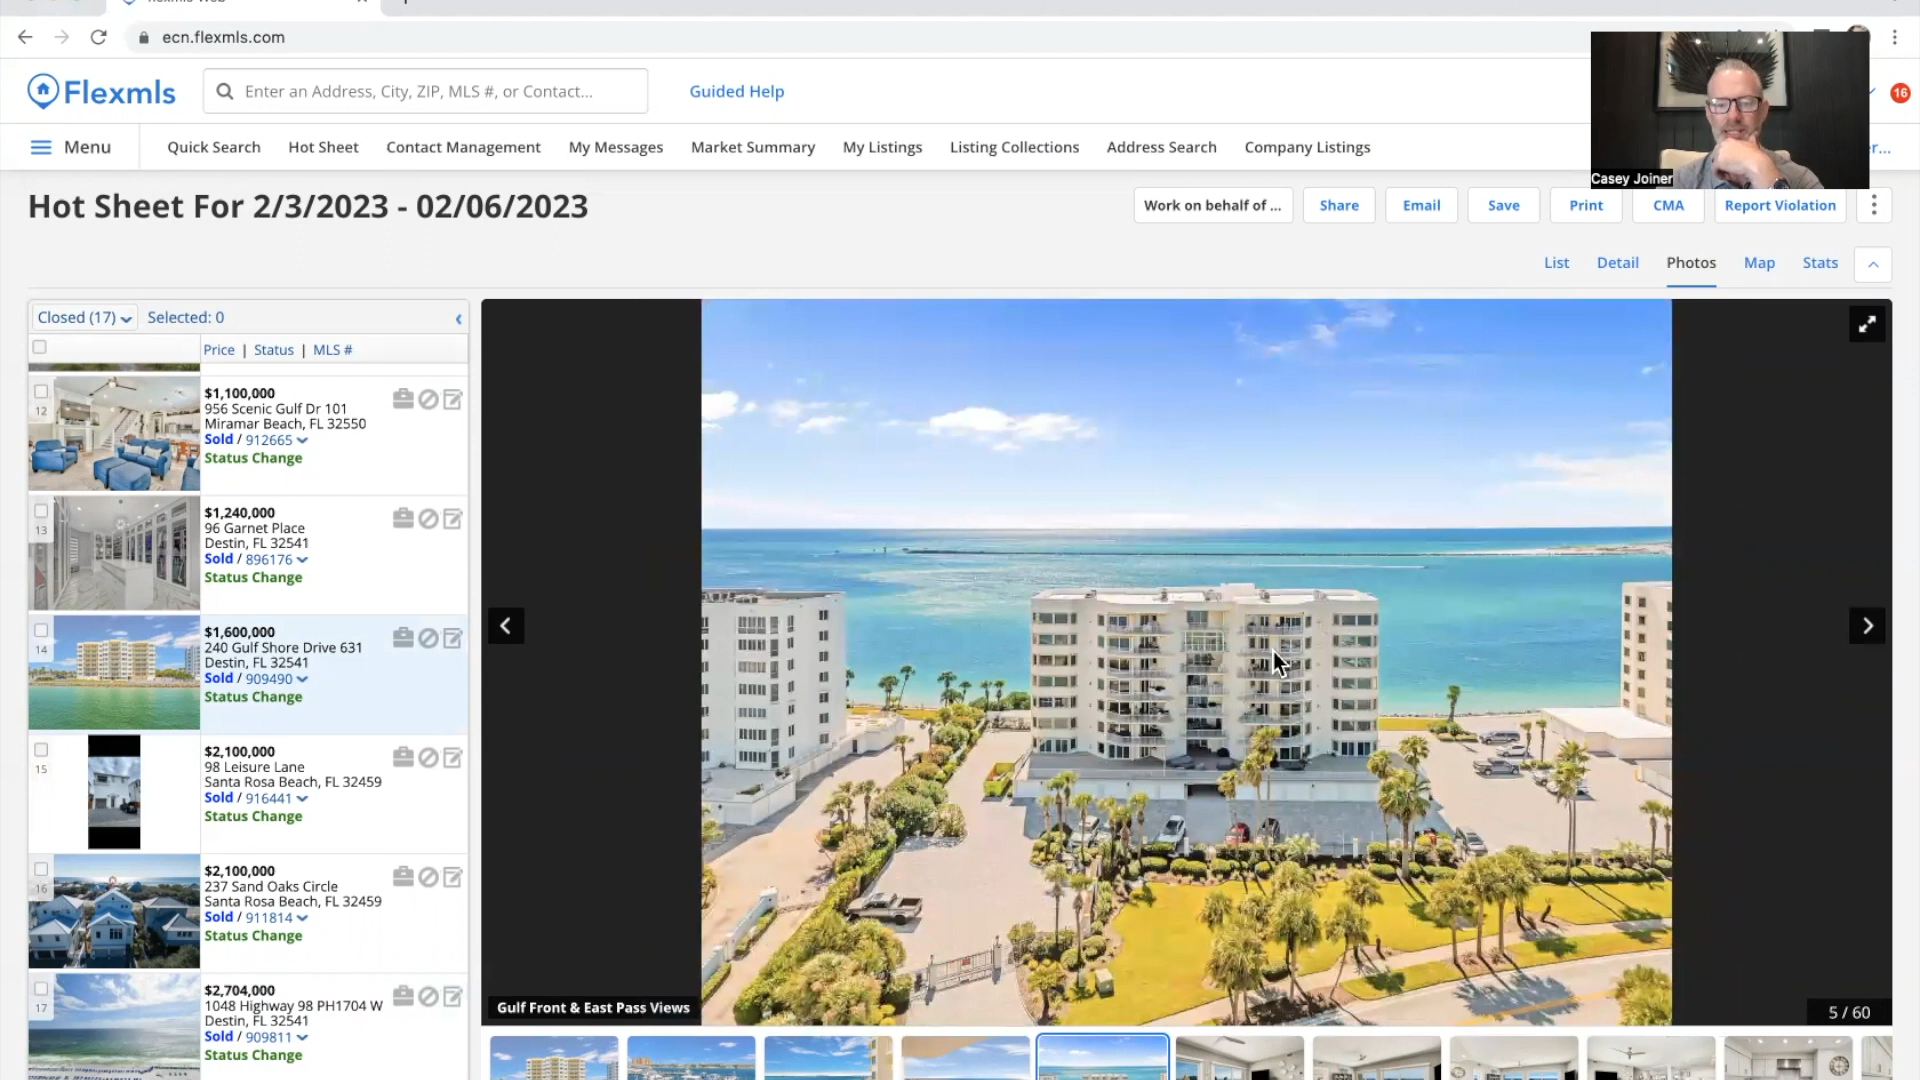 ecn.flexmls.com
Flexmls
Enter an Address, City, ZIP, MLS #, or Contact...
Guided Help
16
Menu
Quick Search
Hot Sheet
Contact Management
My Messages
Market Summary
My Listings
Listing Collections
Address Search
Company Listings
Casey Joiner
Hot Sheet For 2/3/2023 - 02/06/2023
Work on behalf of ...
Share
Email
Save
Print
CMA
Report Violation
List
Detail
Photos
Map
Stats
Closed (17)
Selected: 0
Price | Status | MLS #
12
$1,100,000
956 Scenic Gulf Dr 101
Miramar Beach, FL 32550
Sold / 912665
Status Change
13
$1,240,000
96 Garnet Place
Destin, FL 32541
Sold / 896176
Status Change
14
$1,600,000
240 Gulf Shore Drive 631
Destin, FL 32541
Sold / 909490
Status Change
15
$2,100,000
98 Leisure Lane
Santa Rosa Beach, FL 32459
Sold / 916441
Status Change
16
$2,100,000
237 Sand Oaks Circle
Santa Rosa Beach, FL 32459
Sold / 911814
Status Change
17
$2,704,000
1048 Highway 98 PH1704 W
Destin, FL 32541
Sold / 909811
Status Change
Gulf Front & East Pass Views
5 / 60